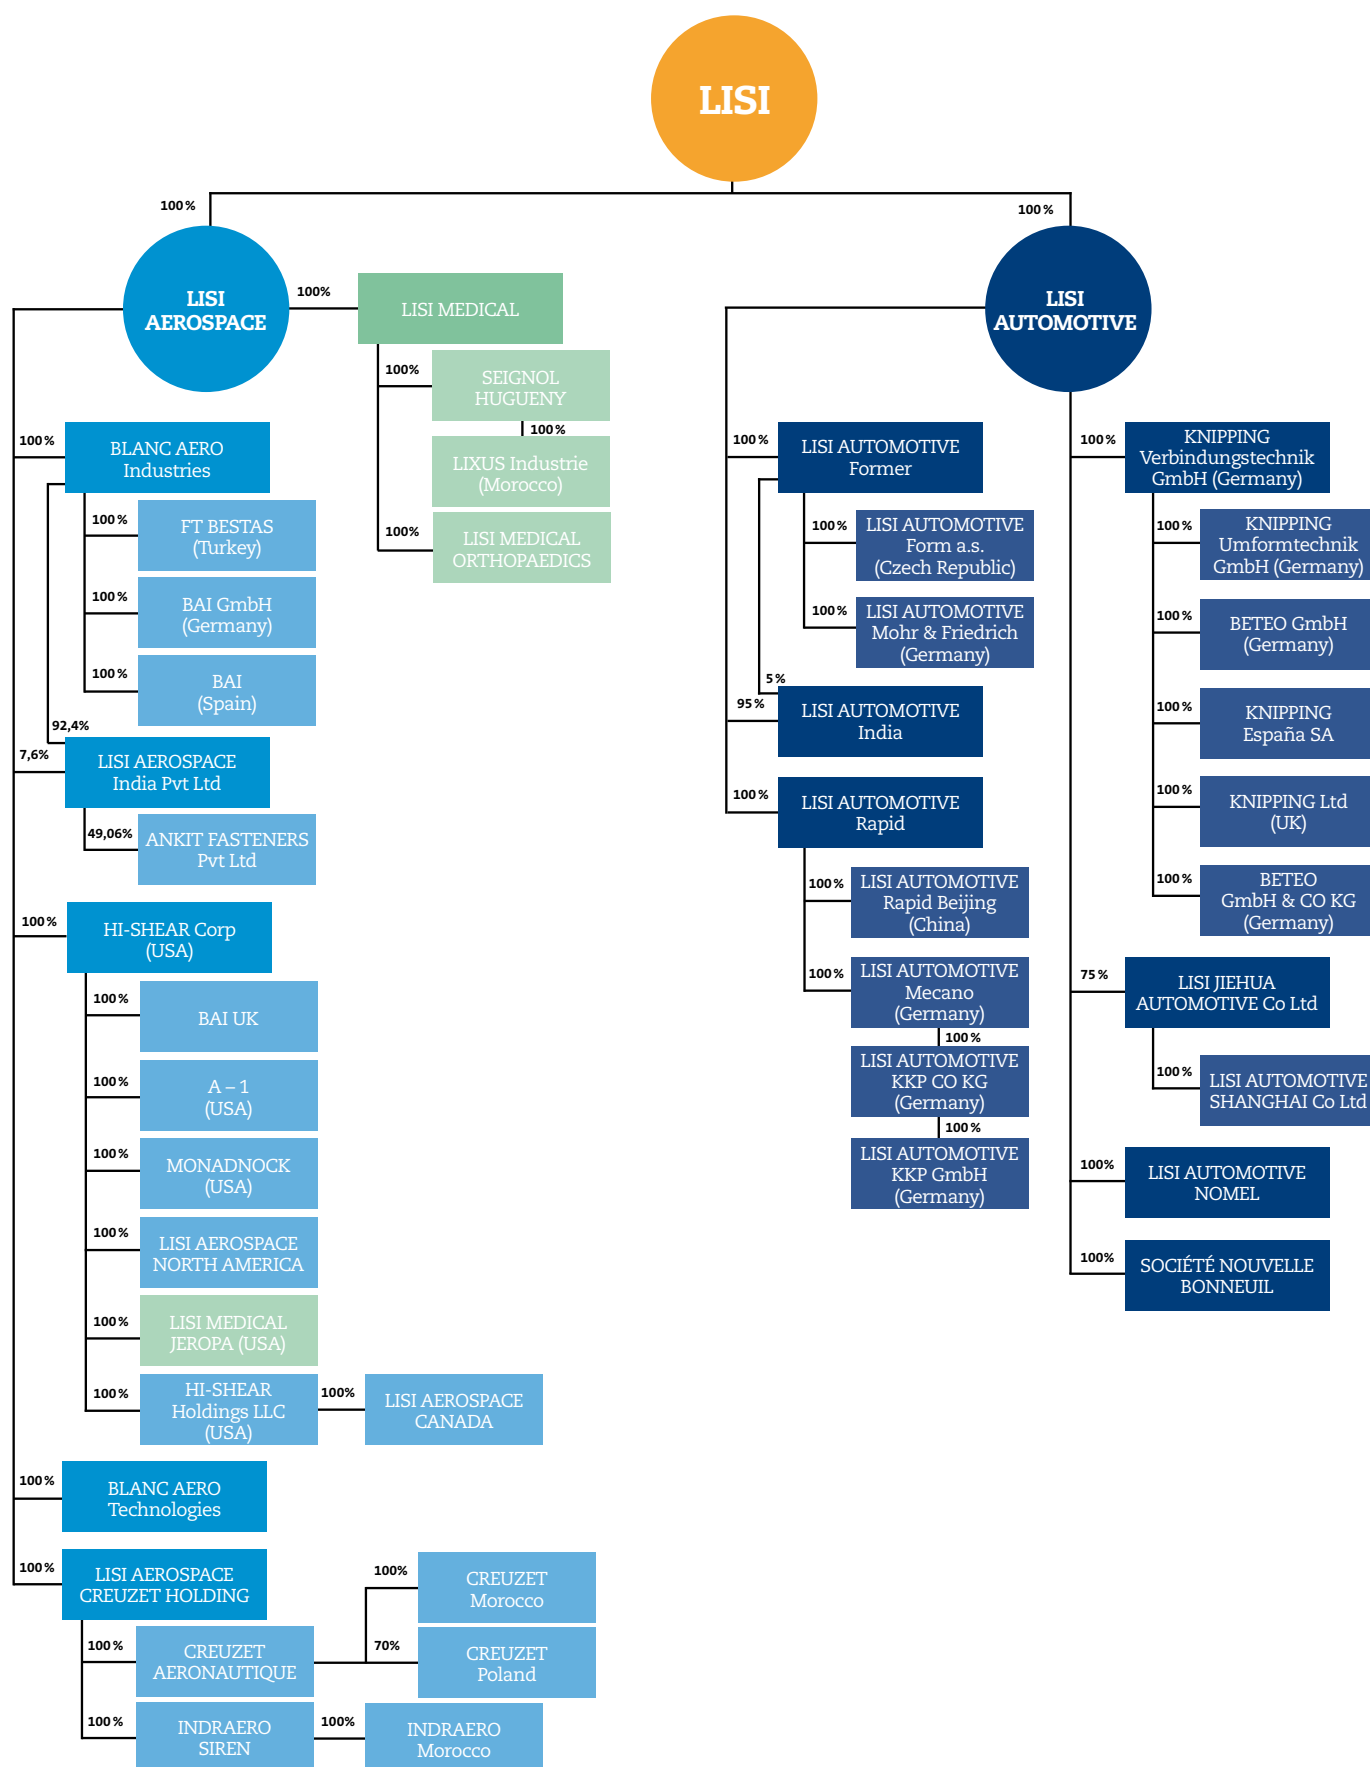 LISI
100 %
100 %
LISI
AEROSPACE
100%
LISI MEDICAL
100%
SEIGNOL
HUGUENY
100 %
LIXUS Industrie
(Morocco)
100%
LISI MEDICAL
ORTHOPAEDICS
100 %
BLANC AERO
Industries
100 %
FT BESTAS
(Turkey)
100 %
BAI GmbH
(Germany)
100 %
BAI
(Spain)
92,4%
7,6%
LISI AEROSPACE
India Pvt Ltd
49,06%
ANKIT FASTENERS
Pvt Ltd
100 %
HI-SHEAR Corp
(USA)
100 %
BAI UK
100 %
A – 1
(USA)
100 %
MONADNOCK
(USA)
100 %
LISI AEROSPACE
NORTH AMERICA
100 %
LISI MEDICAL
JEROPA (USA)
100 %
HI-SHEAR
Holdings LLC
(USA)
100%
LISI AEROSPACE
CANADA
100 %
BLANC AERO
Technologies
100 %
LISI AEROSPACE
CREUZET HOLDING
100 %
CREUZET
AERONAUTIQUE
100%
CREUZET
Morocco
70%
CREUZET
Poland
100 %
INDRAERO
SIREN
100%
INDRAERO
Morocco
LISI
AUTOMOTIVE
100 %
LISI AUTOMOTIVE
Former
100 %
LISI AUTOMOTIVE
Form a.s.
(Czech Republic)
100 %
LISI AUTOMOTIVE
Mohr & Friedrich
(Germany)
5 %
95 %
LISI AUTOMOTIVE
India
100 %
LISI AUTOMOTIVE
Rapid
100 %
LISI AUTOMOTIVE
Rapid Beijing
(China)
100 %
LISI AUTOMOTIVE
Mecano
(Germany)
100 %
LISI AUTOMOTIVE
KKP CO KG
(Germany)
100 %
LISI AUTOMOTIVE
KKP GmbH
(Germany)
100 %
KNIPPING
Verbindungstechnik
GmbH (Germany)
100 %
KNIPPING
Umformtechnik
GmbH (Germany)
100 %
BETEO GmbH
(Germany)
100 %
KNIPPING
España SA
100 %
KNIPPING Ltd
(UK)
100 %
BETEO
GmbH & CO KG
(Germany)
75 %
LISI JIEHUA
AUTOMOTIVE Co Ltd
100 %
LISI AUTOMOTIVE
SHANGHAI Co Ltd
100%
LISI AUTOMOTIVE
NOMEL
100%
SOCIÉTÉ NOUVELLE
BONNEUIL